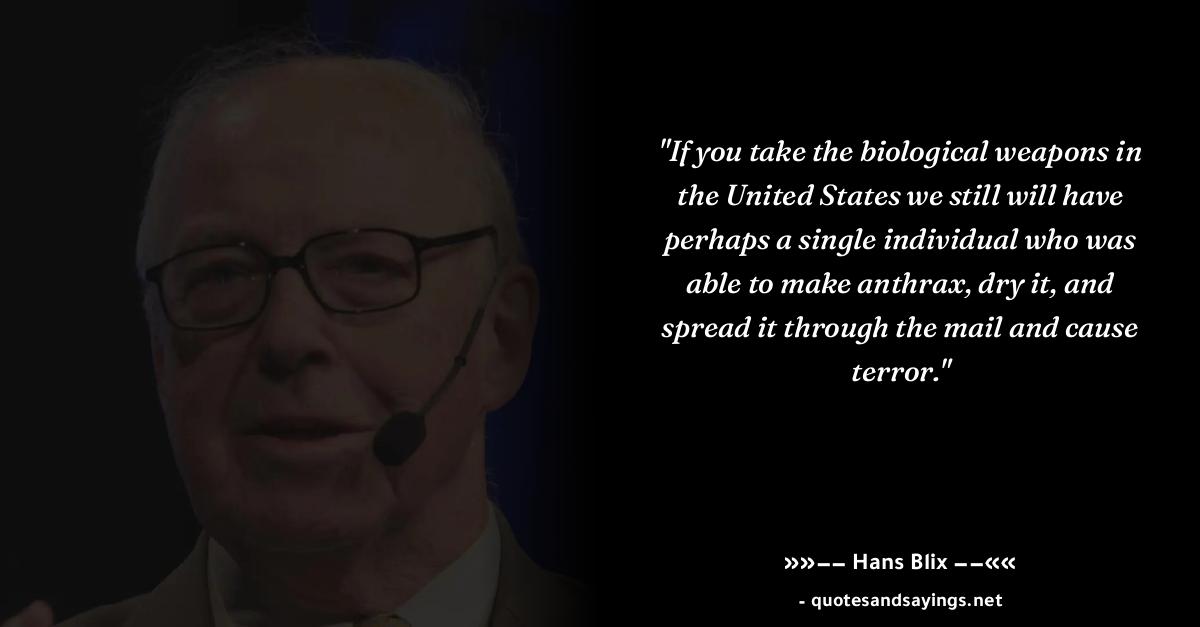 "If you take the biological weapons in
the United States we still will have
perhaps a single individual who was
able to make anthrax, dry it, and
spread it through the mail and cause
terror."
»»–– Hans Blix ––««
- quotesandsayings.net